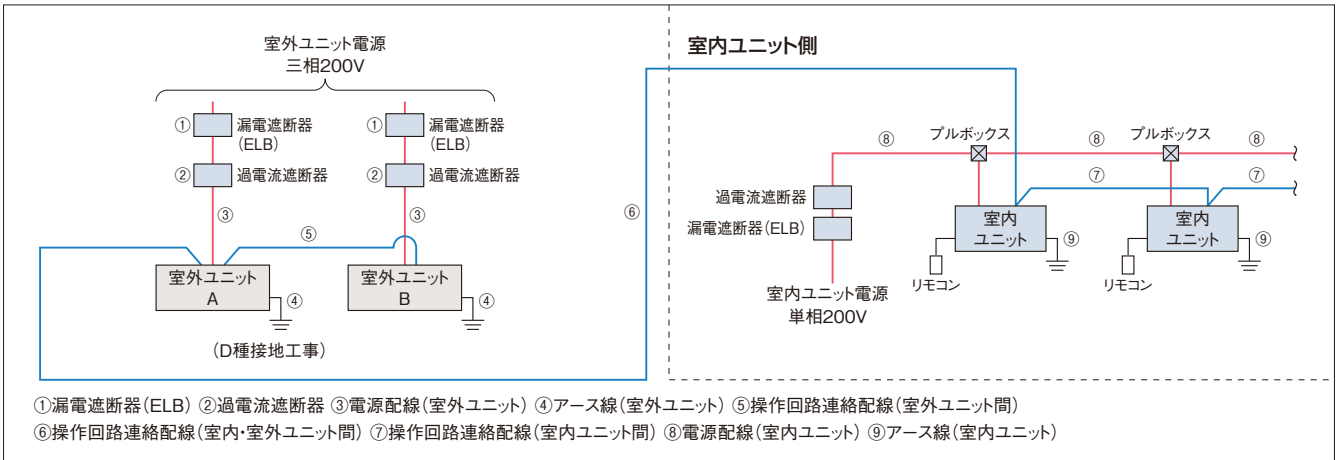 室外ユニット電源
三相200V
室内ユニット側
① 漏電遮断器
(ELB)
① 漏電遮断器
(ELB)
② 過電流遮断器
② 過電流遮断器
③
③
⑤
⑥
室外ユニット
A
④
室外ユニット
B
④
(D種接地工事)
⑧
プルボックス
⑧
プルボックス
⑧
⑦
⑦
過電流遮断器
漏電遮断器(ELB)
室内
ユニット
⑨
室内
ユニット
⑨
リモコン
リモコン
室内ユニット電源
単相200V
①漏電遮断器(ELB) ②過電流遮断器 ③電源配線(室外ユニット) ④アース線(室外ユニット) ⑤操作回路連絡配線(室外ユニット間)
⑥操作回路連絡配線(室内・室外ユニット間) ⑦操作回路連絡配線(室内ユニット間) ⑧電源配線(室内ユニット) ⑨アース線(室内ユニット)